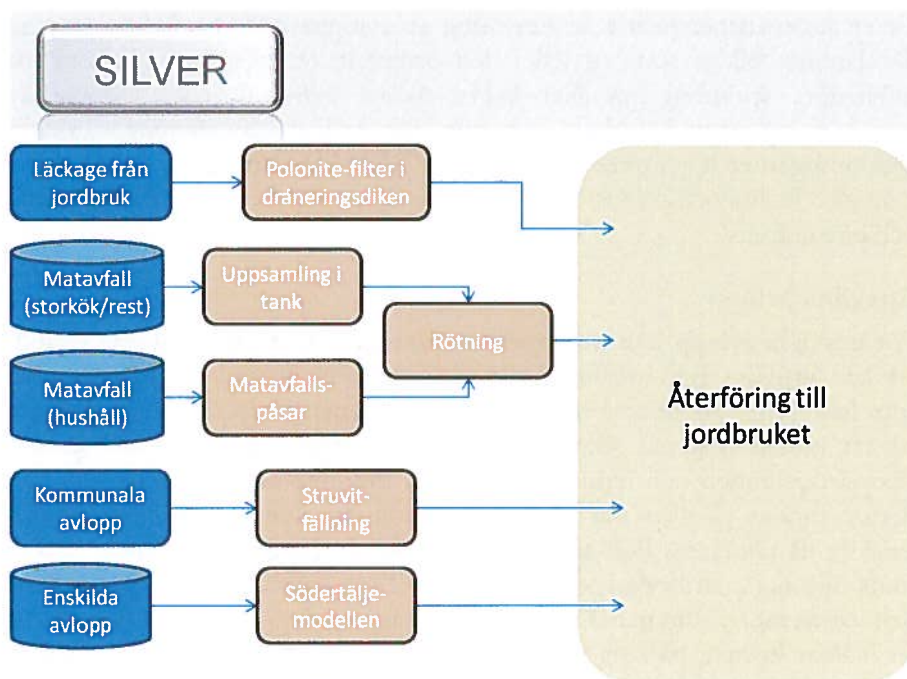 SILVER
Läckage från
jordbruk
Polonite-filter i
dräneringsdiken
Matavfall
(storkök/rest)
Uppsamling i
tank
Rötning
Matavfall
(hushåll)
Matavfalls-
påsar
Återföring till
jordbruket
Kommunala
avlopp
Struvit-
fällning
Enskilda
avlopp
Södertälje-
modellen